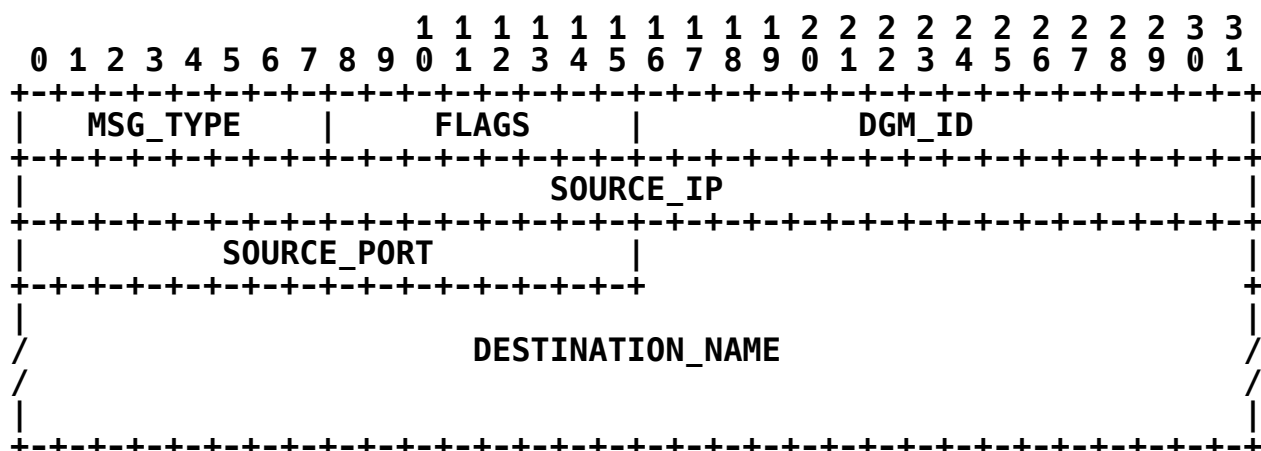 1 1 1 1 1 1 1 1 1 1 2 2 2 2 2 2 2 2 2 2 3 3
 0 1 2 3 4 5 6 7 8 9 0 1 2 3 4 5 6 7 8 9 0 1 2 3 4 5 6 7 8 9 0 1
+-+-+-+-+-+-+-+-+-+-+-+-+-+-+-+-+-+-+-+-+-+-+-+-+-+-+-+-+-+-+-+-+
|   MSG_TYPE    |     FLAGS     |           DGM_ID              |
+-+-+-+-+-+-+-+-+-+-+-+-+-+-+-+-+-+-+-+-+-+-+-+-+-+-+-+-+-+-+-+-+
|                           SOURCE_IP                           |
+-+-+-+-+-+-+-+-+-+-+-+-+-+-+-+-+-+-+-+-+-+-+-+-+-+-+-+-+-+-+-+-+
|          SOURCE_PORT          |                               |
+-+-+-+-+-+-+-+-+-+-+-+-+-+-+-+-+                               +
|                                                               |
/                       DESTINATION_NAME                        /
/                                                               /
|                                                               |
+-+-+-+-+-+-+-+-+-+-+-+-+-+-+-+-+-+-+-+-+-+-+-+-+-+-+-+-+-+-+-+-+